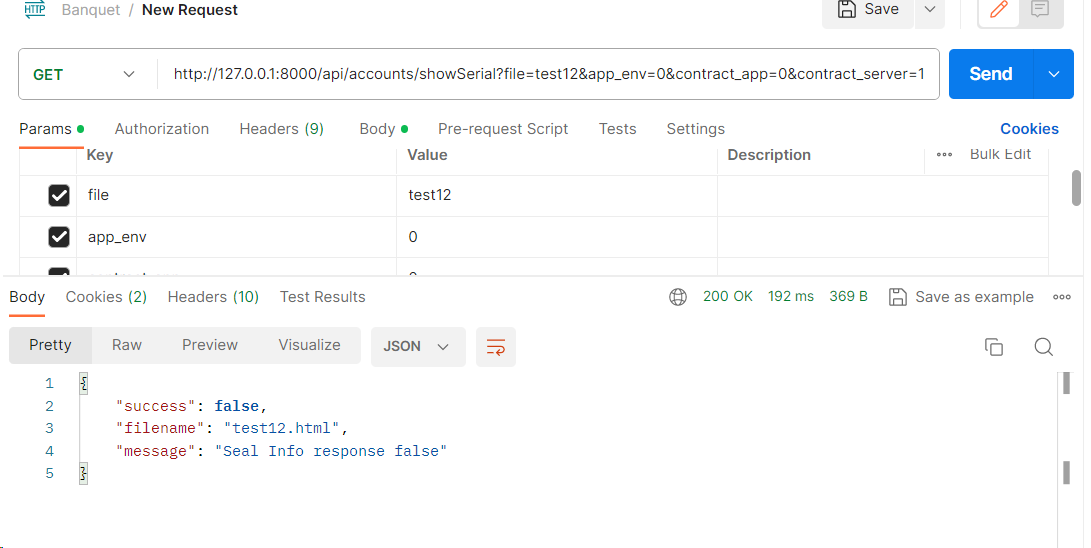 HTTP Banquet / New Request Save
GET http://127.0.0.1:8000/api/accounts/showSerial?file=test12&app_env=0&contract_app=0&contract_server=1 Send
Params Authorization Headers (9) Body Pre-request Script Tests Settings Cookies
Key Value Description Bulk Edit
file test12
app_env 0
Body Cookies (2) Headers (10) Test Results 200 OK 192 ms 369 B Save as example
Pretty Raw Preview Visualize JSON
1 {
2 "success": false,
3 "filename": "test12.html",
4 "message": "Seal Info response false"
5 }